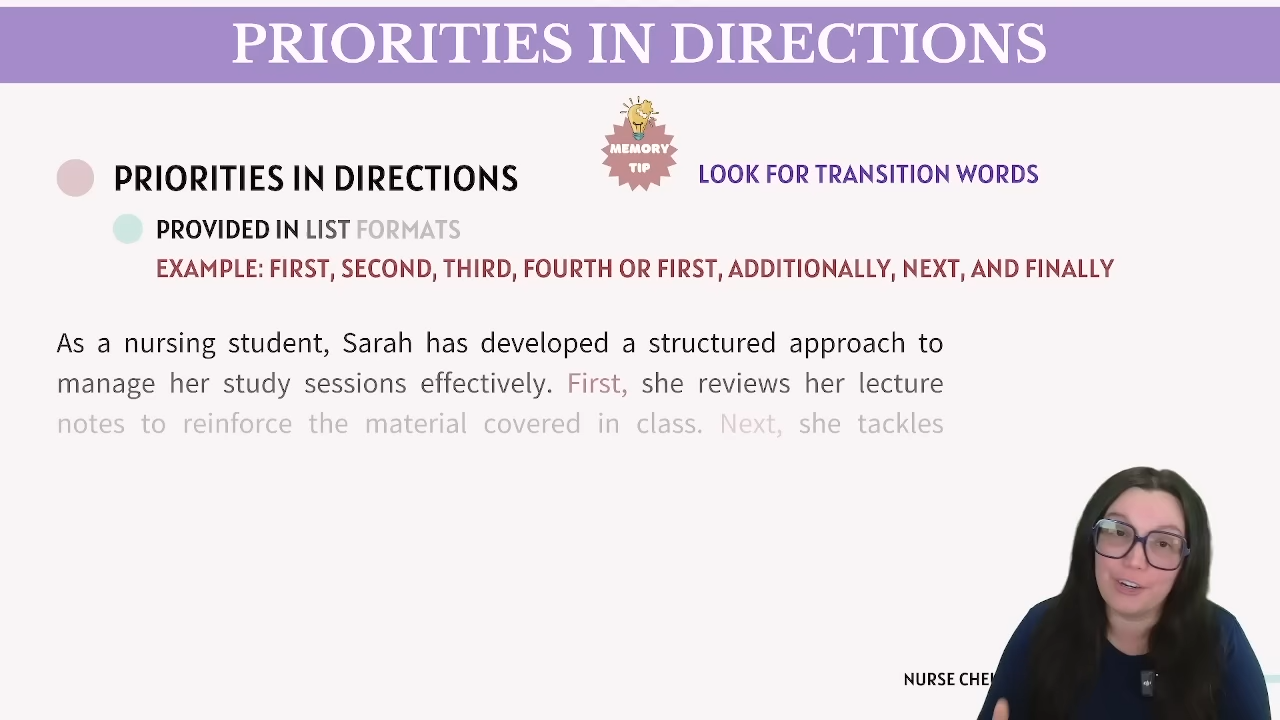 PRIORITIES IN DIRECTIONS
MEMORY
TIP
PRIORITIES IN DIRECTIONS
LOOK FOR TRANSITION WORDS
PROVIDED IN LIST FORMATS
EXAMPLE: FIRST, SECOND, THIRD, FOURTH OR FIRST, ADDITIONALLY, NEXT, AND FINALLY
As a nursing student, Sarah has developed a structured approach to
manage her study sessions effectively. First, she reviews her lecture
notes to reinforce the material covered in class. Next, she tackles
NURSE